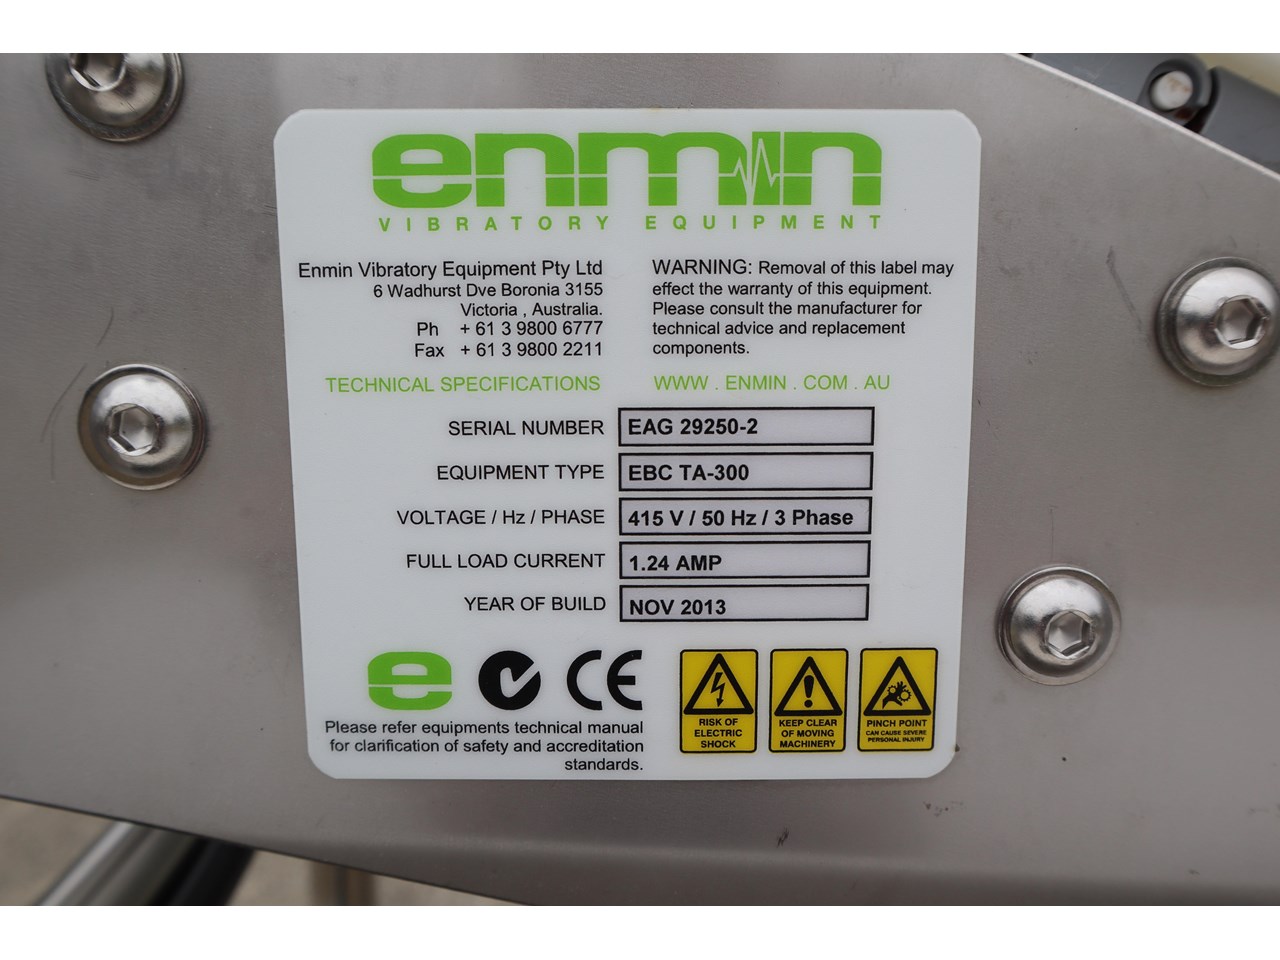 enmin
VIBRATORY EQUIPMENT
Enmin Vibratory Equipment Pty Ltd
6 Wadhurst Dve Boronia 3155
Victoria , Australia.
Ph + 61 3 9800 6777
Fax + 61 3 9800 2211
WARNING: Removal of this label may
effect the warranty of this equipment.
Please consult the manufacturer for
technical advice and replacement
components.
TECHNICAL SPECIFICATIONS
WWW . ENMIN . COM . AU
SERIAL NUMBER EAG 29250-2
EQUIPMENT TYPE EBC TA-300
VOLTAGE / Hz / PHASE 415 V / 50 Hz / 3 Phase
FULL LOAD CURRENT 1.24 AMP
YEAR OF BUILD NOV 2013
e CE
Please refer equipments technical manual
for clarification of safety and accreditation
standards.
RISK OF
ELECTRIC
SHOCK
KEEP CLEAR
OF MOVING
MACHINERY
PINCH POINT
CAN CAUSE SEVERE
PERSONAL INJURY